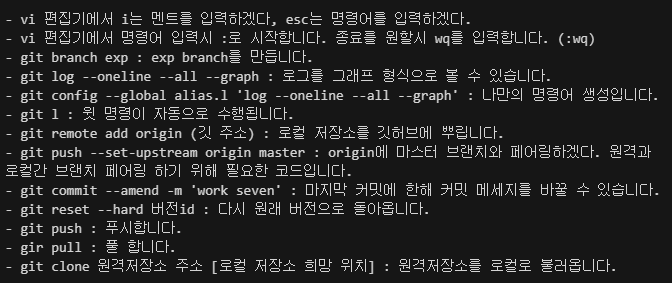 - vi 편집기에서 i는 멘트를 입력하겠다, esc는 명령어를 입력하겠다.
- vi 편집기에서 명령어 입력시 :로 시작합니다. 종료를 원할시 wq를 입력합니다. (:wq)
- git branch exp : exp branch를 만듭니다.
- git log --oneline --all --graph : 로그를 그래프 형식으로 볼 수 있습니다.
- git config --global alias.l 'log --oneline --all --graph' : 나만의 명령어 생성입니다.
- git l : 윗 명령이 자동으로 수행됩니다.
- git remote add origin (깃 주소) : 로컬 저장소를 깃허브에 뿌립니다.
- git push --set-upstream origin master : origin에 마스터 브랜치와 페어링하겠다. 원격과
로컬간 브랜치 페어링 하기 위해 필요한 코드입니다.
- git commit --amend -m 'work seven' : 마지막 커밋에 한해 커밋 메세지를 바꿀 수 있습니다.
- git reset --hard 버전id : 다시 원래 버전으로 돌아옵니다.
- git push : 푸시합니다.
- gir pull : 풀 합니다.
- git clone 원격저장소 주소 [로컬 저장소 희망 위치] : 원격저장소를 로컬로 불러옵니다.